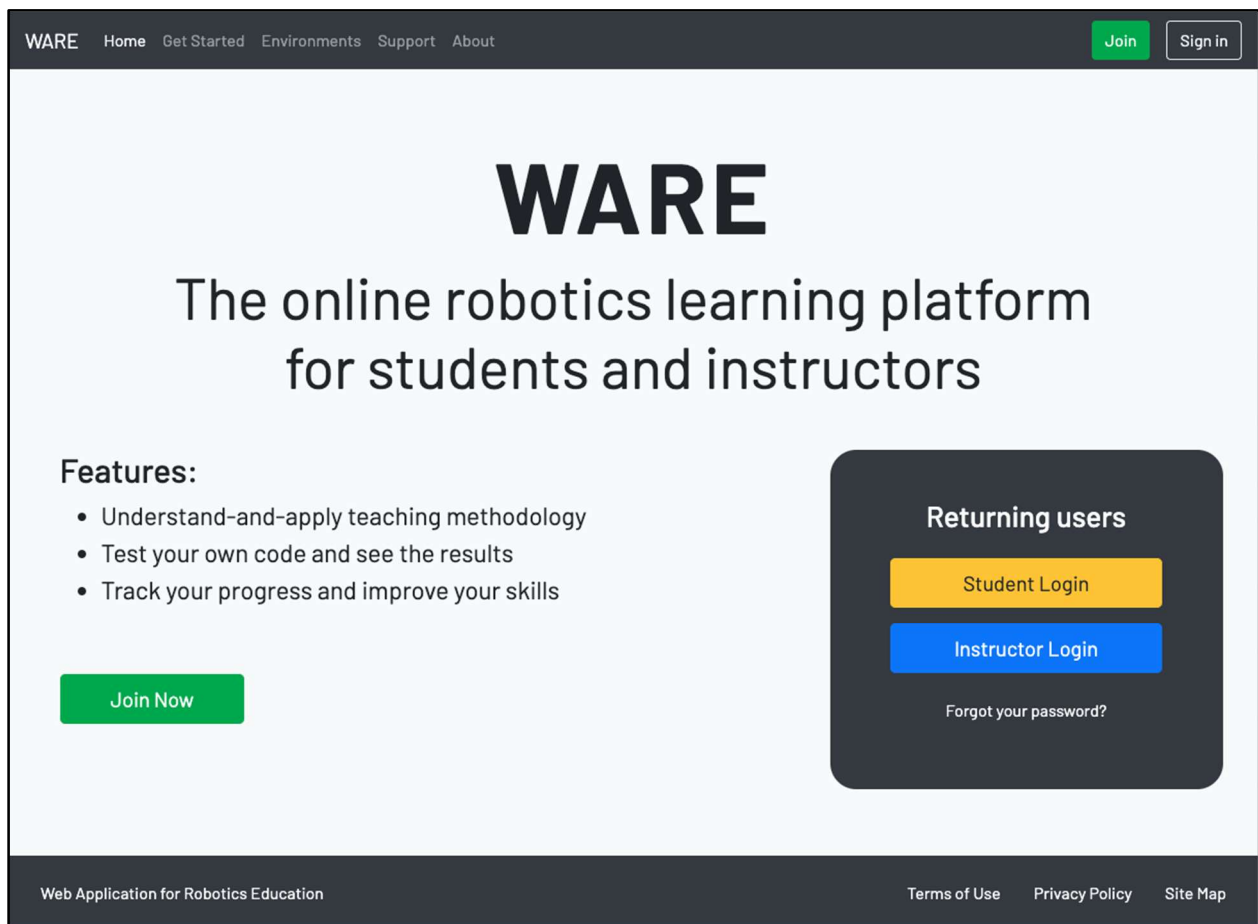 WARE Home Get Started Environments Support About Join Sign in
WARE
The online robotics learning platform
for students and instructors
Features:
• Understand-and-apply teaching methodology
• Test your own code and see the results
• Track your progress and improve your skills
Join Now
Returning users
Student Login
Instructor Login
Forgot your password?
Web Application for Robotics Education Terms of Use Privacy Policy Site Map